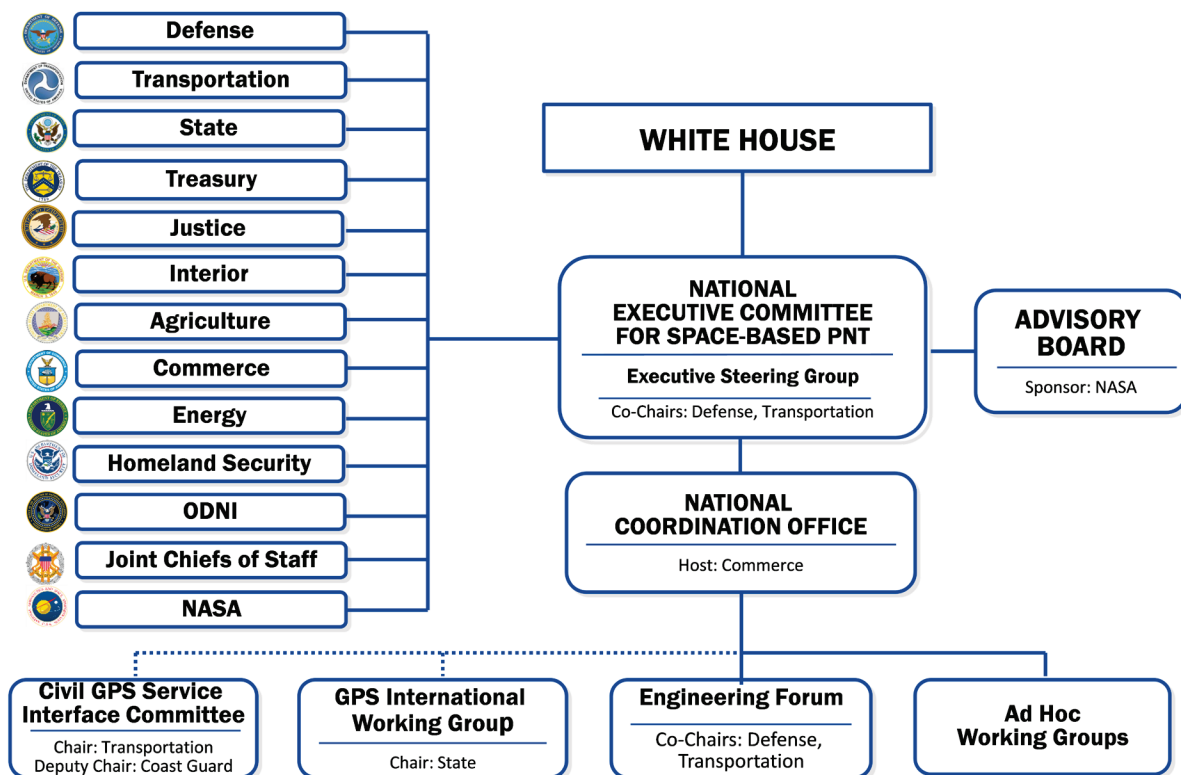 Defense
Transportation
State
Treasury
Justice
Interior
Agriculture
Commerce
Energy
Homeland Security
ODNI
Joint Chiefs of Staff
NASA
WHITE HOUSE
NATIONAL
EXECUTIVE COMMITTEE
FOR SPACE-BASED PNT
Executive Steering Group
Co-Chairs: Defense, Transportation
ADVISORY
BOARD
Sponsor: NASA
NATIONAL
COORDINATION OFFICE
Host: Commerce
Civil GPS Service
Interface Committee
Chair: Transportation
Deputy Chair: Coast Guard
GPS International
Working Group
Chair: State
Engineering Forum
Co-Chairs: Defense,
Transportation
Ad Hoc
Working Groups